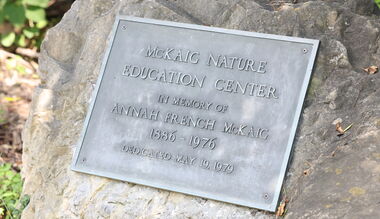 McKAIG NATURE
EDUCATION CENTER
IN MEMORY OF
ANNAH FRENCH McKAIG
1886 - 1976
DEDICATED MAY 19, 1979